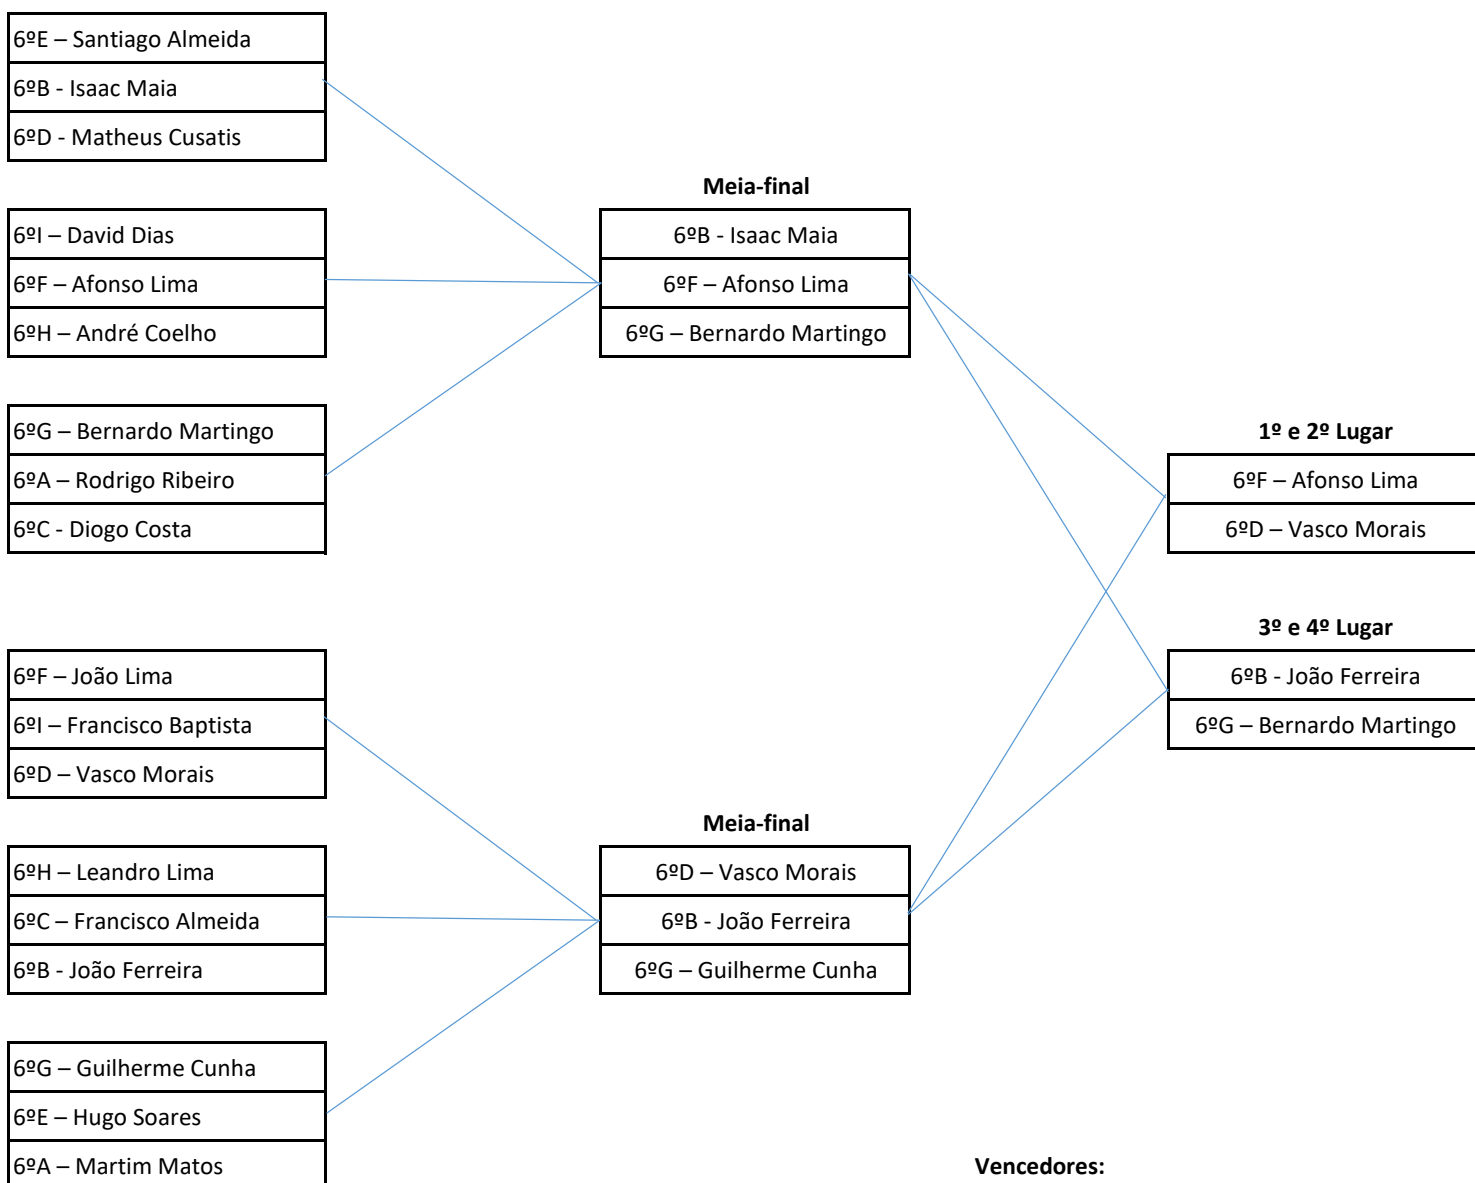 6ºE – Santiago Almeida
6ºB - Isaac Maia
6ºD - Matheus Cusatis
6ºI – David Dias
6ºF – Afonso Lima
6ºH – André Coelho
6ºG – Bernardo Martingo
6ºA – Rodrigo Ribeiro
6ºC - Diogo Costa
6ºF – João Lima
6ºI – Francisco Baptista
6ºD – Vasco Morais
6ºH – Leandro Lima
6ºC – Francisco Almeida
6ºB - João Ferreira
6ºG – Guilherme Cunha
6ºE – Hugo Soares
6ºA – Martim Matos
Meia-final
6ºB - Isaac Maia
6ºF – Afonso Lima
6ºG – Bernardo Martingo
Meia-final
6ºD – Vasco Morais
6ºB - João Ferreira
6ºG – Guilherme Cunha
1º e 2º Lugar
6ºF – Afonso Lima
6ºD – Vasco Morais
3º e 4º Lugar
6ºB - João Ferreira
6ºG – Bernardo Martingo
Vencedores: